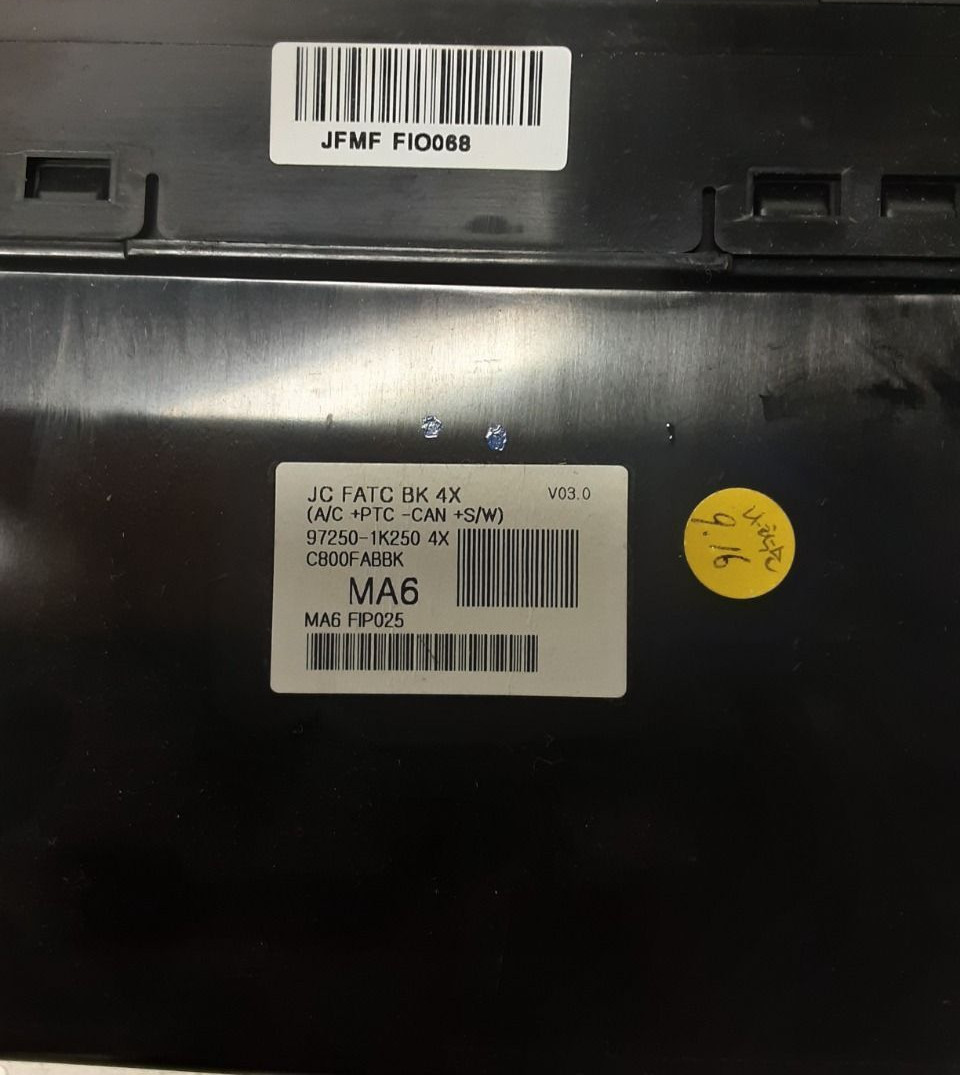 JFMF FIO068
JC FATC BK 4X V03.0
(A/C +PTC -CAN +S/W)
97250-1K250 4X
C800FABBK
MA6
MA6 FIP025
9.16